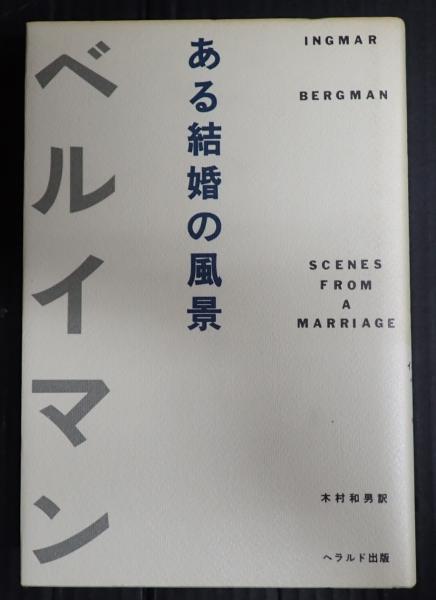 ベルイマン
ある結婚の風景
INGMAR
BERGMAN
SCENES
FROM
A
MARRIAGE
木村和男訳
ヘラルド出版